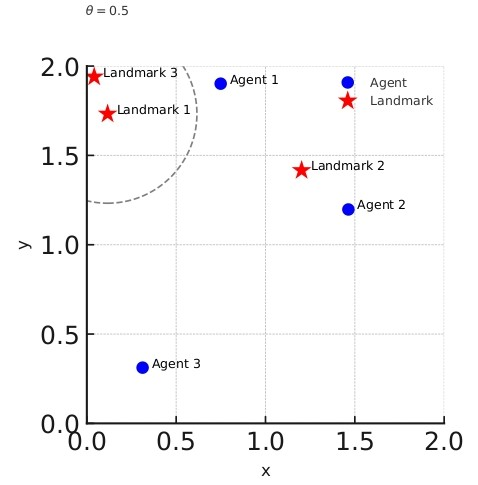 θ = 0.5
2.0
1.5
1.0
0.5
0.0
y
Landmark 3
Landmark 1
Agent 1
Agent
Landmark
Landmark 2
Agent 2
Agent 3
0.0 0.5 1.0 1.5 2.0
x